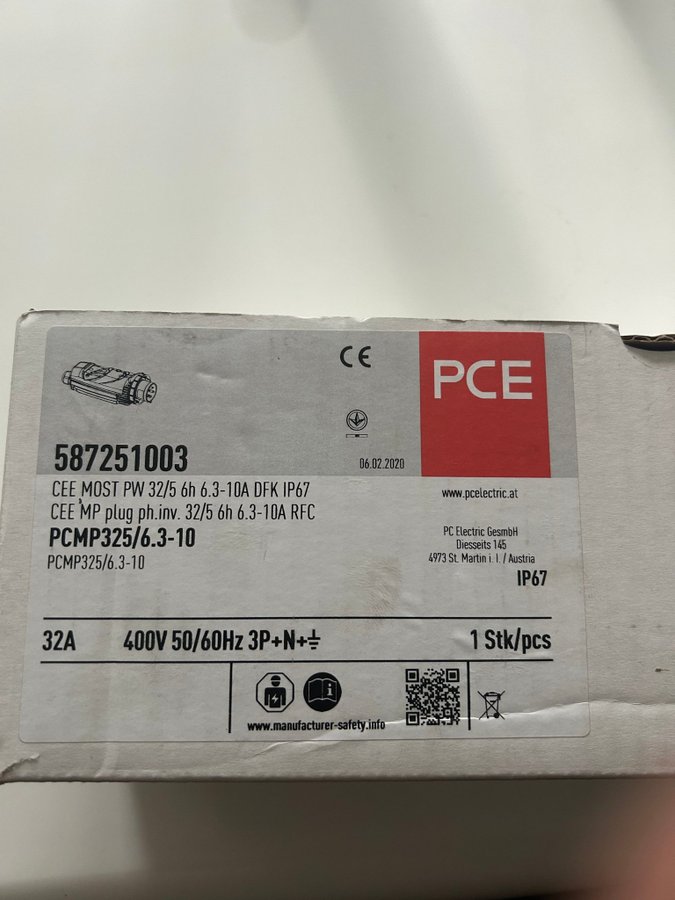 CE
PCE
587251003
06.02.2020
CEE MOST PW 32/5 6h 6.3-10A DFK IP67
CEE MP plug ph.inv. 32/5 6h 6.3-10A RFC
PCMP325/6.3-10
PCMP325/6.3-10
www.pcelectric.at
PC Electric GesmbH
Diesseits 145
4973 St. Martin i. I. / Austria
IP67
32A 400V 50/60Hz 3P+N+⏚ 1 Stk/pcs
www.manufacturer-safety.info